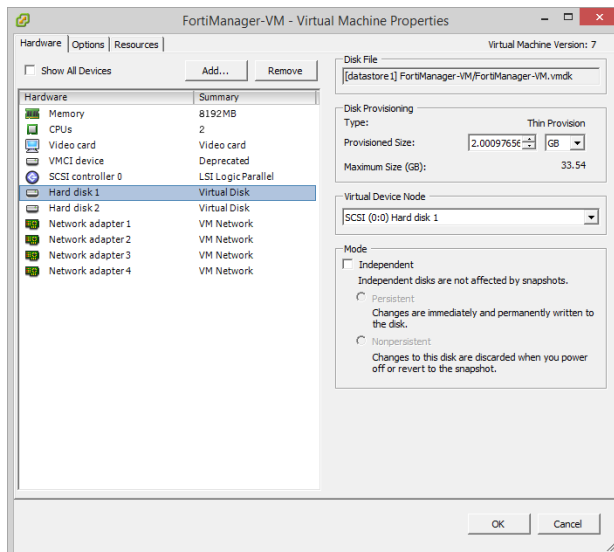 FortiManager-VM - Virtual Machine Properties
Hardware Options Resources
Virtual Machine Version: 7
Show All Devices
Add...
Remove
Hardware Summary
Memory 8192MB
CPUs 2
Video card Video card
VMCI device Deprecated
SCSI controller 0 LSI Logic Parallel
Hard disk 1 Virtual Disk
Hard disk 2 Virtual Disk
Network adapter 1 VM Network
Network adapter 2 VM Network
Network adapter 3 VM Network
Network adapter 4 VM Network
Disk File
[datastore1] FortiManager-VM/FortiManager-VM.vmdk
Disk Provisioning
Type: Thin Provision
Provisioned Size: 2.00097656 GB
Maximum Size (GB): 33.54
Virtual Device Node
SCSI (0:0) Hard disk 1
Mode
Independent
Independent disks are not affected by snapshots.
Persistent
Changes are immediately and permanently written to
the disk.
Nonpersistent
Changes to this disk are discarded when you power
off or revert to the snapshot.
OK
Cancel